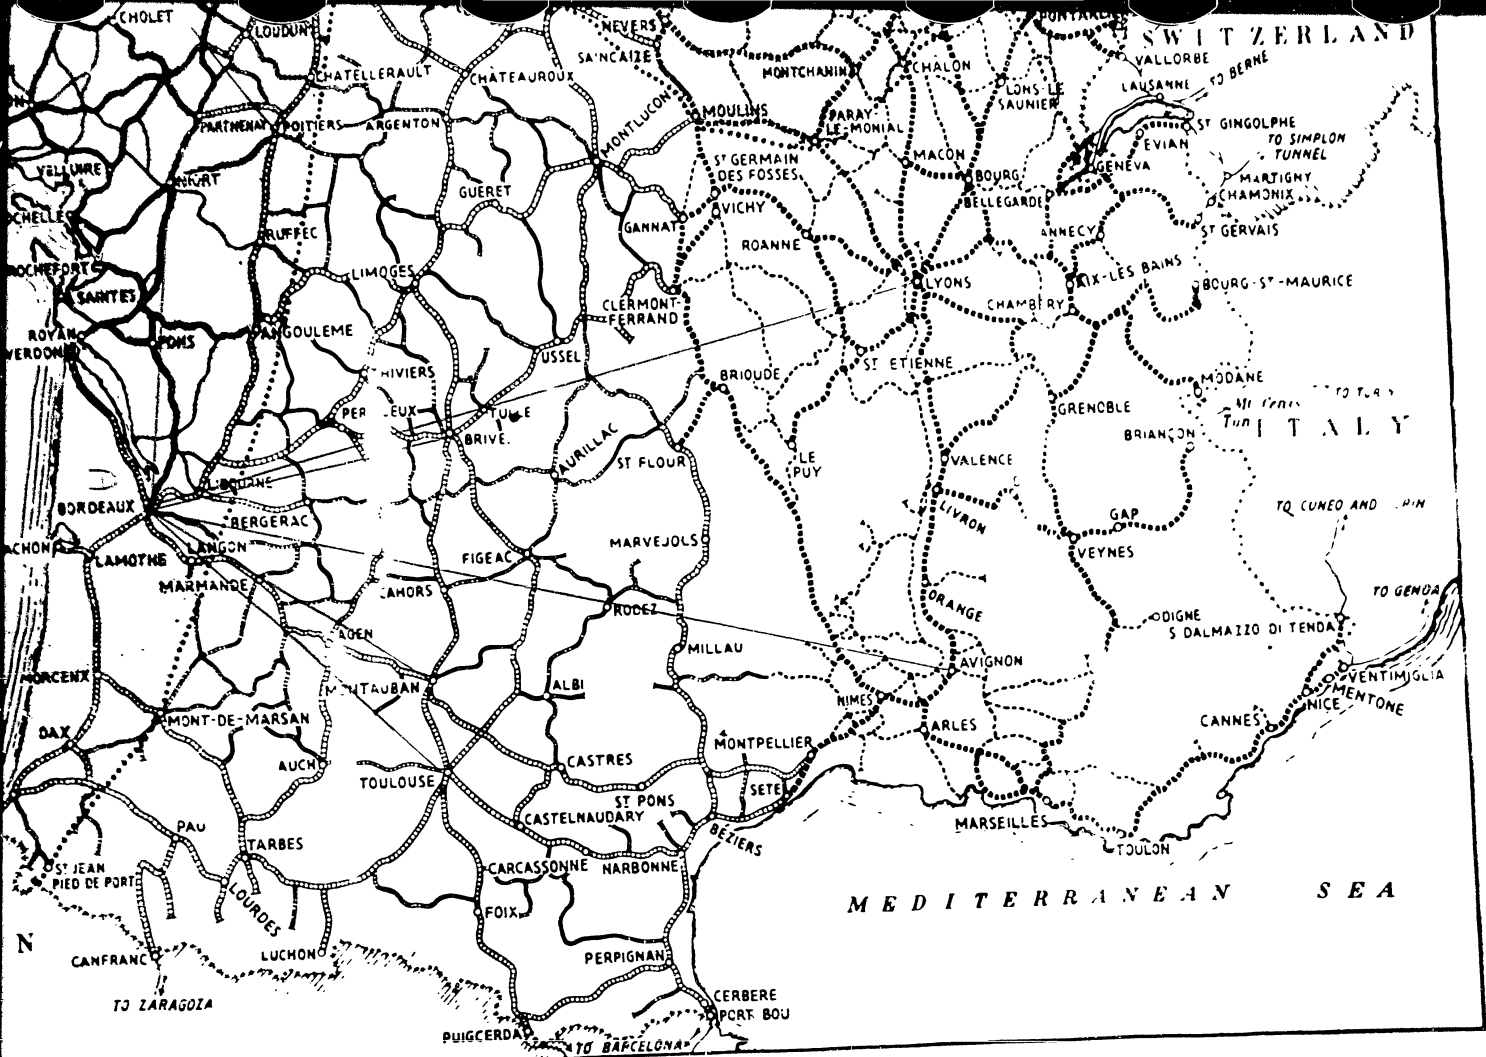 CHOLET
LOUDUN
NEVERS
SAINCAIZE
SWITZERLAND
CHATELLERAULT
CHATEAUROUX
MONTCHANIN
CHALON
VALLORBE
LAUSANNE
TO BERNE
LONS-LE
SAUNIER
MONTLUCON
MOULINS
PARAY-
LE-MONIAL
ST GINGOLPHE
PARTHENAY
POITIERS
ARGENTON
EVIAN
TO SIMPLON
TUNNEL
NIORT
GUERET
ST GERMAIN
DES FOSSES
MACON
BOURG
GENEVA
MARTIGNY
CHAMONIX
BELLEGARDE
VICHY
RUFFEC
GANNAT
ROANNE
ANNECY
ST GERVAIS
ROCHEFORT
LIMOGES
SAINTES
CLERMONT-
FERRAND
LYONS
AIX-LES BAINS
CHAMBERY
BOURG-ST-MAURICE
ROYAN
PONS
ANGOULEME
USSEL
ST ETIENNE
BRIOUDE
MODANE
TULLE
GRENOBLE
BRIVE
AURILLAC
ST FLOUR
LE
PUY
VALENCE
BRIANCON
ITALY
LIBOURNE
BORDEAUX
BERGERAC
LIVRON
GAP
TO CUNEO AND
LAMOTHE
LANGON
MARMANDE
FIGEAC
MARVEJOLS
VEYNES
RODEZ
ORANGE
DIGNE
S DALMAZZO DI TENDA
TO GENOA
AGEN
MILLAU
AVIGNON
MORCENX
MONTAUBAN
ALBI
NIMES
VENTIMIGLIA
MENTONE
NICE
CANNES
MONT-DE-MARSAN
DAX
ARLES
AUCH
TOULOUSE
CASTRES
MONTPELLIER
SETE
ST PONS
CASTELNAUDARY
BÉZIERS
MARSEILLES
TOULON
PAU
TARBES
LOURDES
ST JEAN
PIED DE PORT
CARCASSONNE
NARBONNE
FOIX
MEDITERRANEAN SEA
N
CANFRANC
LUCHON
PERPIGNAN
TO ZARAGOZA
CERBERE
PORT BOU
PUIGCERDA
TO BARCELONA